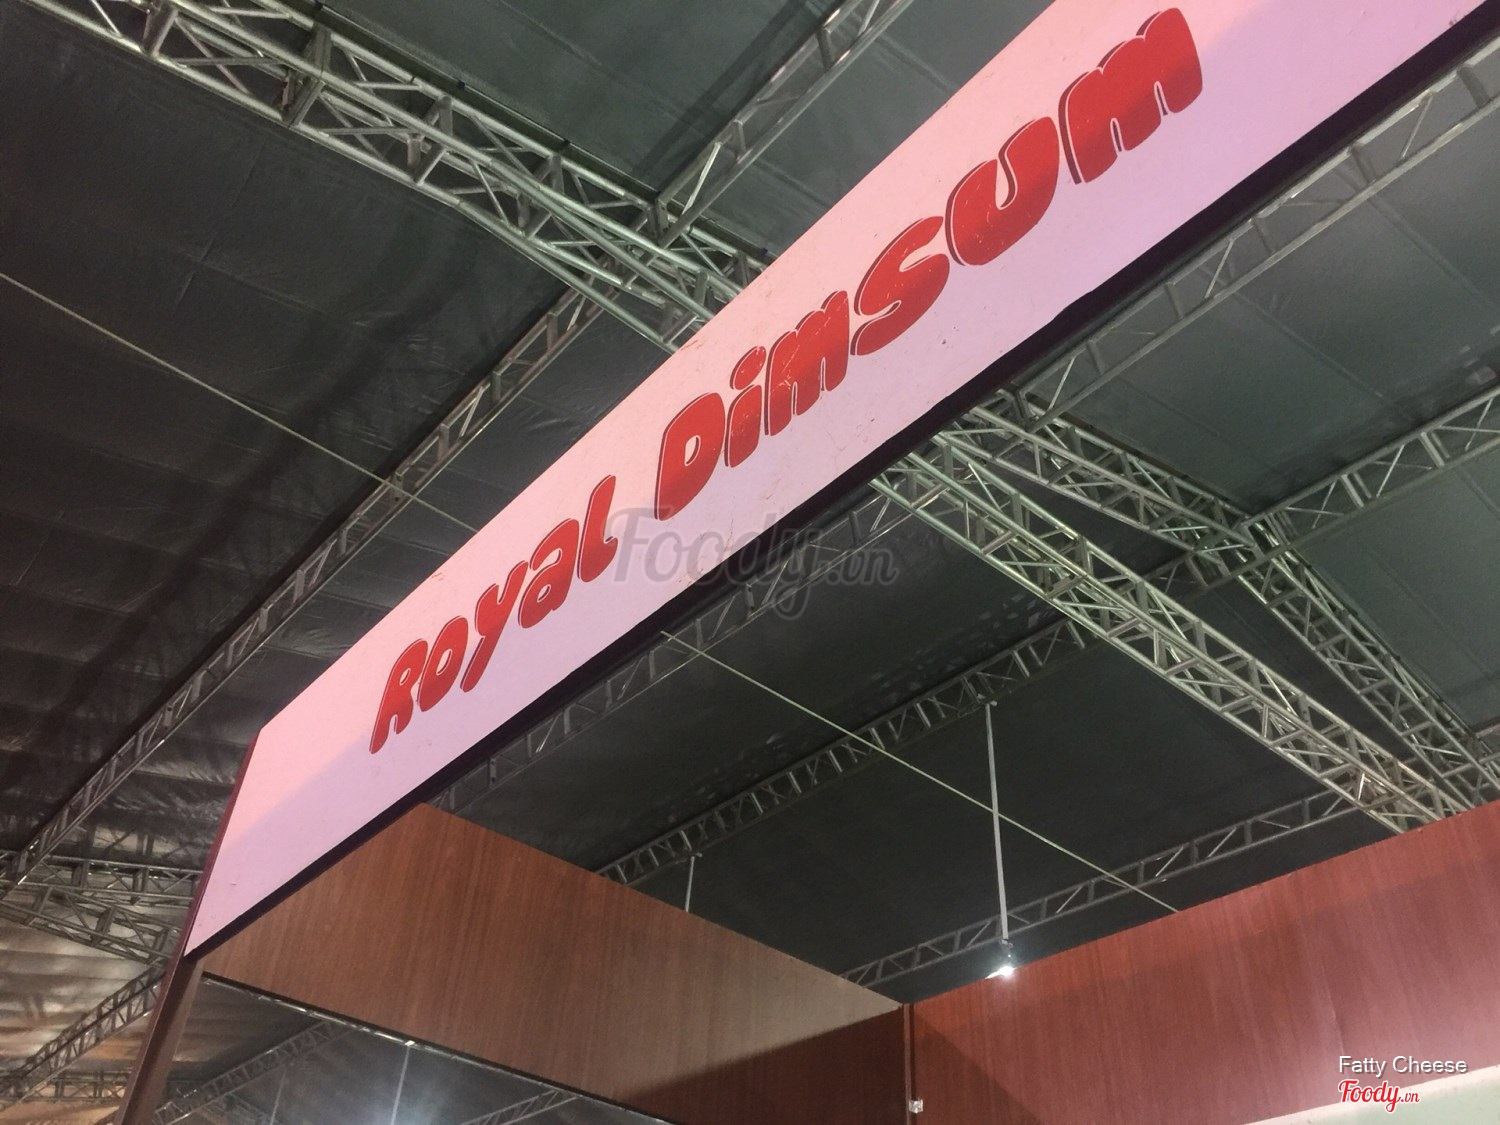 Royal Dimsum
Foody.vn
Fatty Cheese
Foody.vn